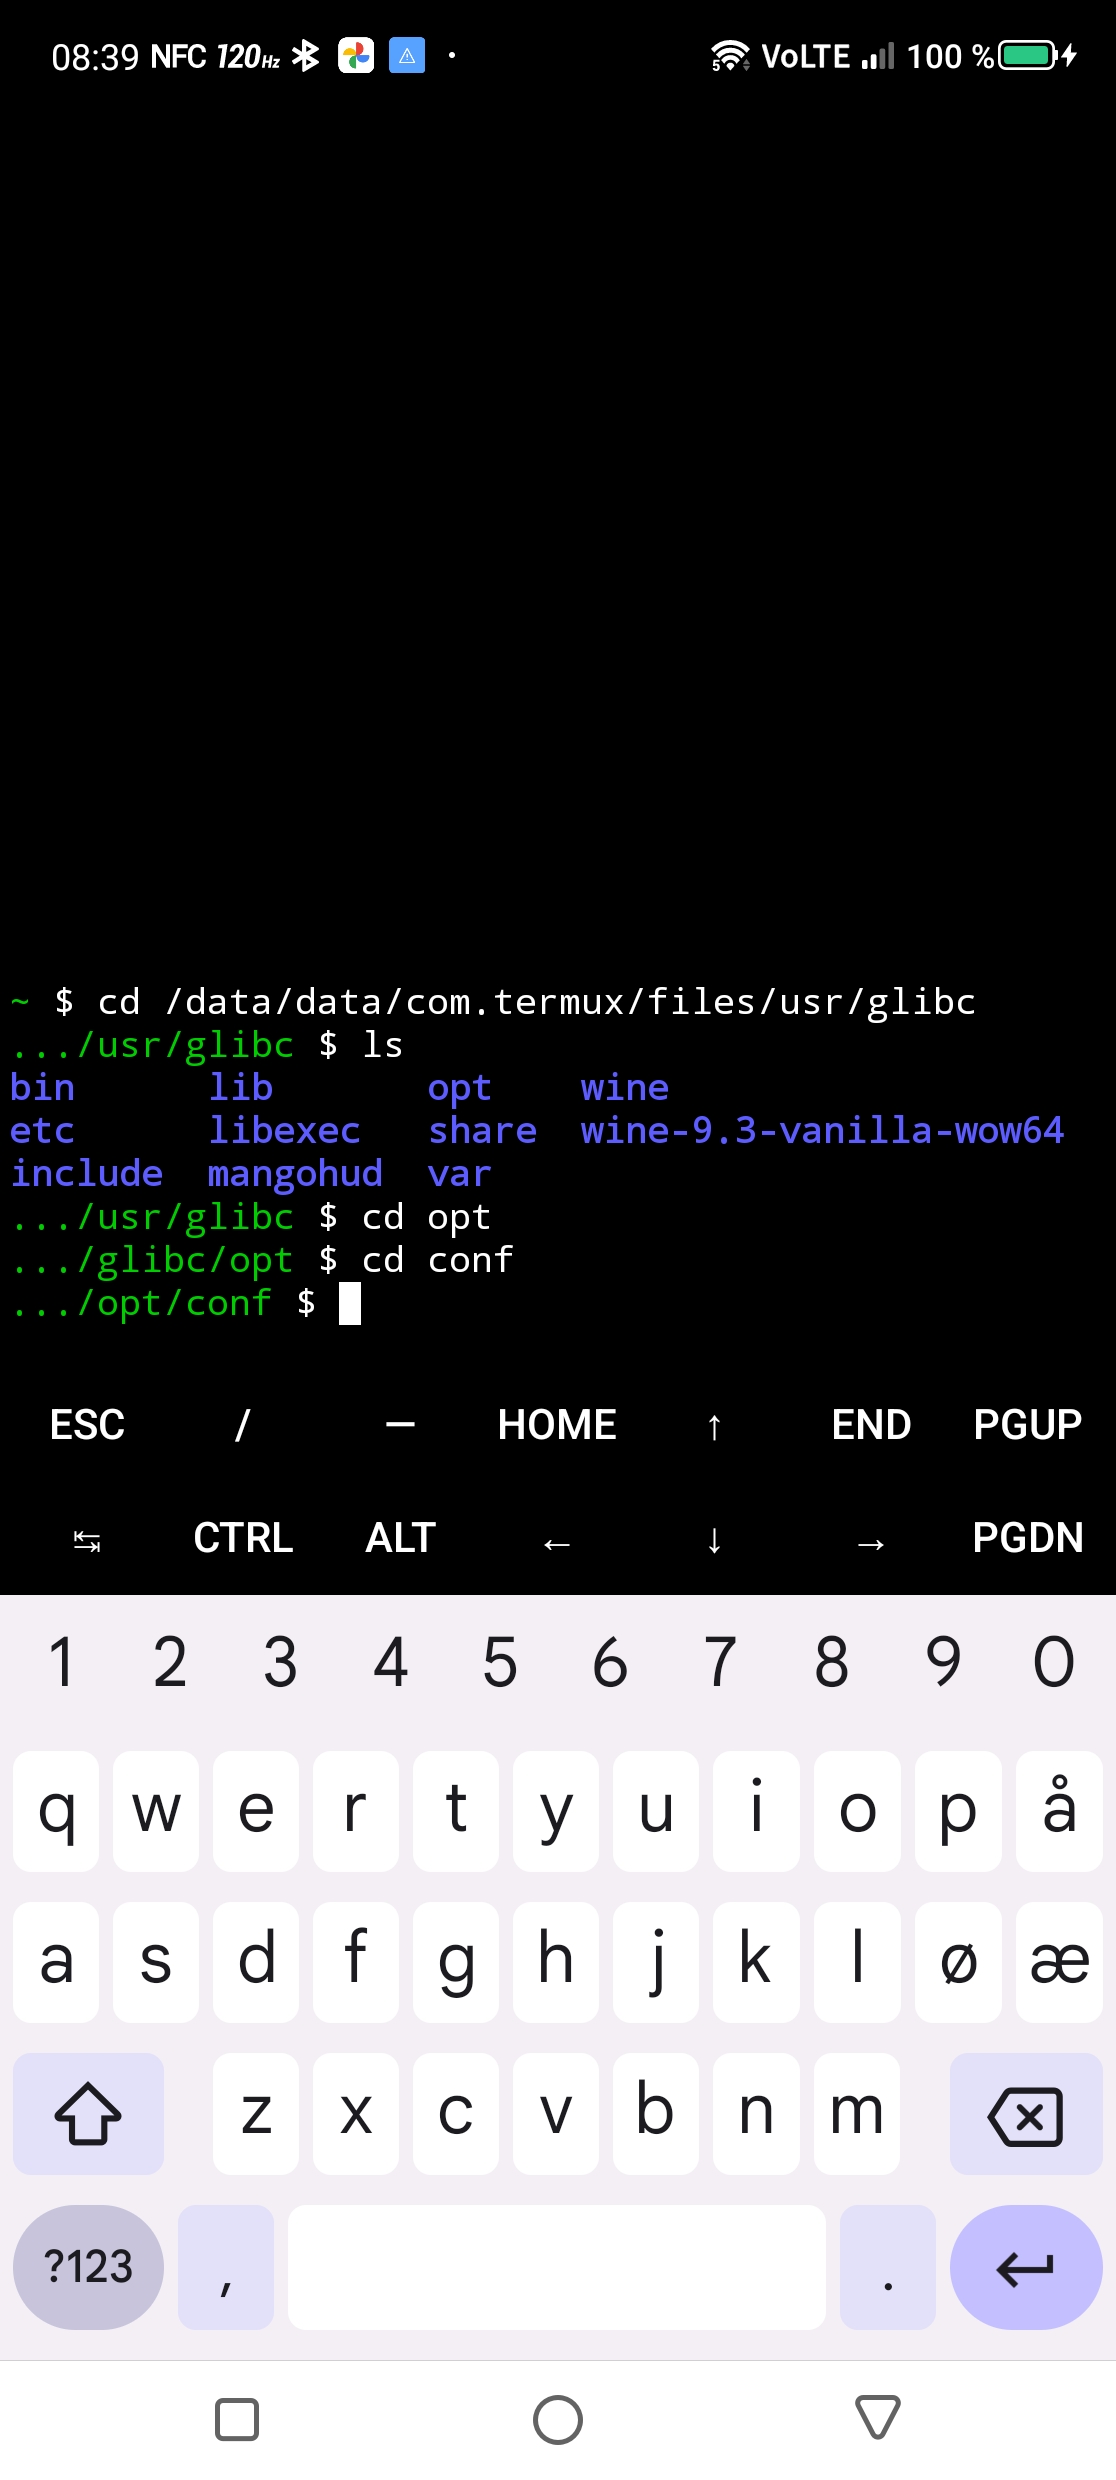 08:39 NFC 120Hz 5 VoLTE 100 %
~ $ cd /data/data/com.termux/files/usr/glibc
.../usr/glibc $ ls
bin lib opt wine
etc libexec share wine-9.3-vanilla-wow64
include mangohud var
.../usr/glibc $ cd opt
.../glibc/opt $ cd conf
.../opt/conf $
ESC / — HOME ↑ END PGUP
↹ CTRL ALT ← ↓ → PGDN
1 2 3 4 5 6 7 8 9 0
q w e r t y u i o p å
a s d f g h j k l ø æ
z x c v b n m
?123 , .